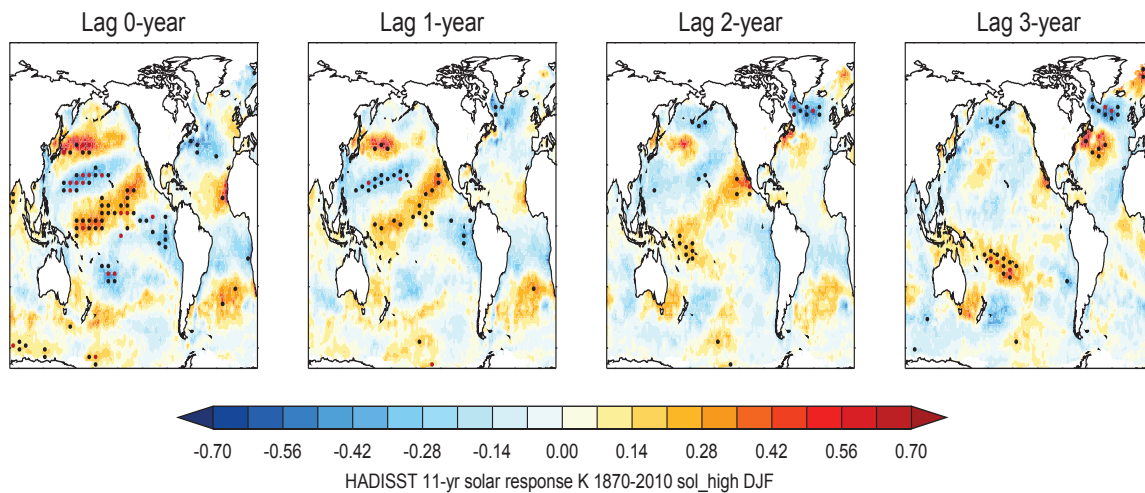 Lag 0-year Lag 1-year Lag 2-year Lag 3-year
-0.70 -0.56 -0.42 -0.28 -0.14 0.00 0.14 0.28 0.42 0.56 0.70
HADISST 11-yr solar response K 1870-2010 sol_high DJF